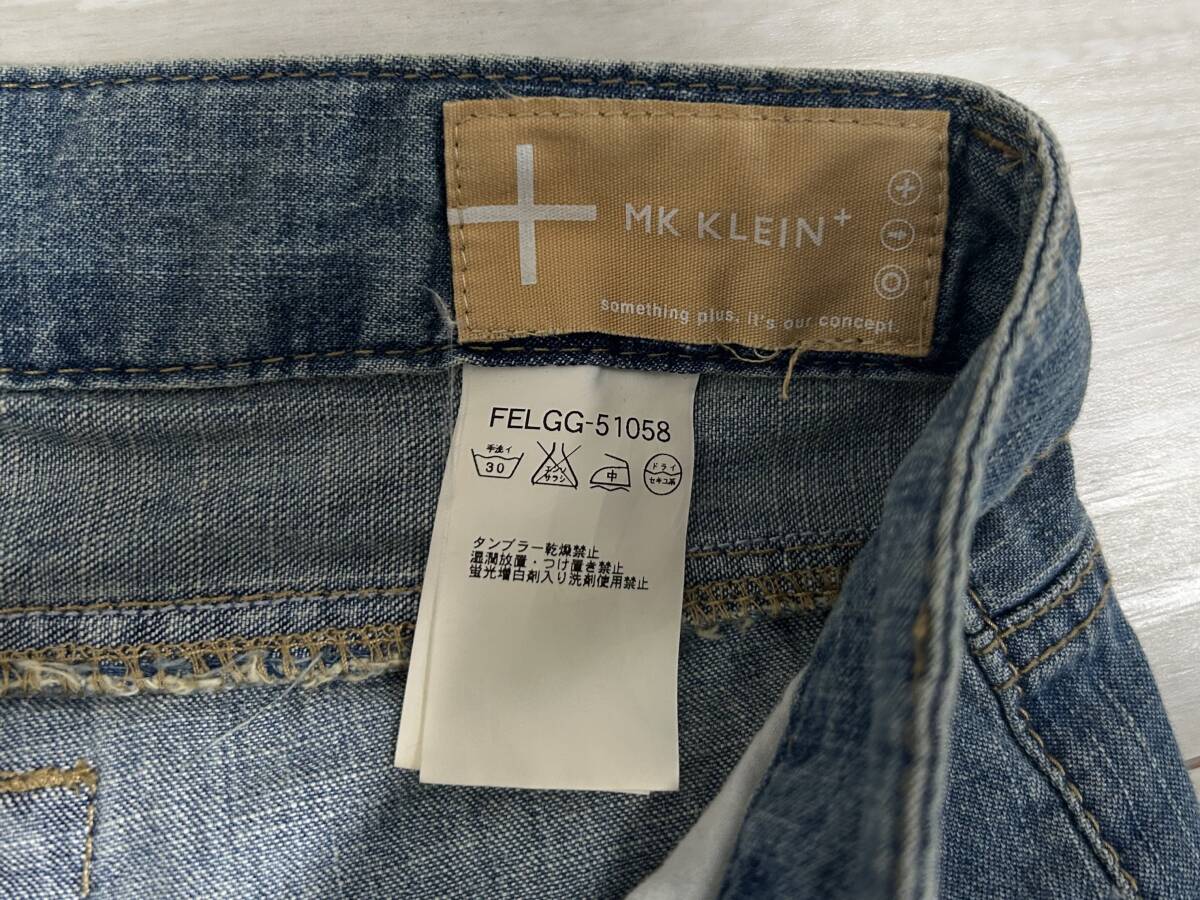 MK KLEIN+
something plus, it's our concept.
FELGG-51058
手洗イ
30
エンソ
サラシ
中
ドライ
セキユ系
タンブラー乾燥禁止
湿潤放置・つけ置き禁止
蛍光増白剤入り洗剤使用禁止